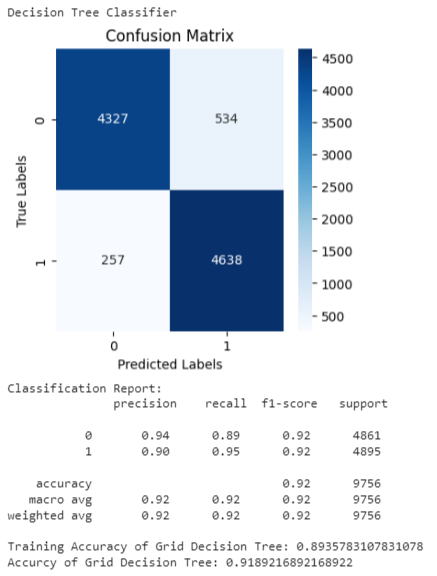 Decision Tree Classifier
Confusion Matrix
4500
4000
3500
3000
2500
2000
1500
1000
500
True Labels
0
4327 534
1
257 4638
0 1
Predicted Labels
Classification Report:
precision recall f1-score support
0 0.94 0.89 0.92 4861
1 0.90 0.95 0.92 4895
accuracy 0.92 9756
macro avg 0.92 0.92 0.92 9756
weighted avg 0.92 0.92 0.92 9756
Training Accuracy of Grid Decision Tree: 0.8935783107831078
Accurcy of Grid Decision Tree: 0.9189216892168922